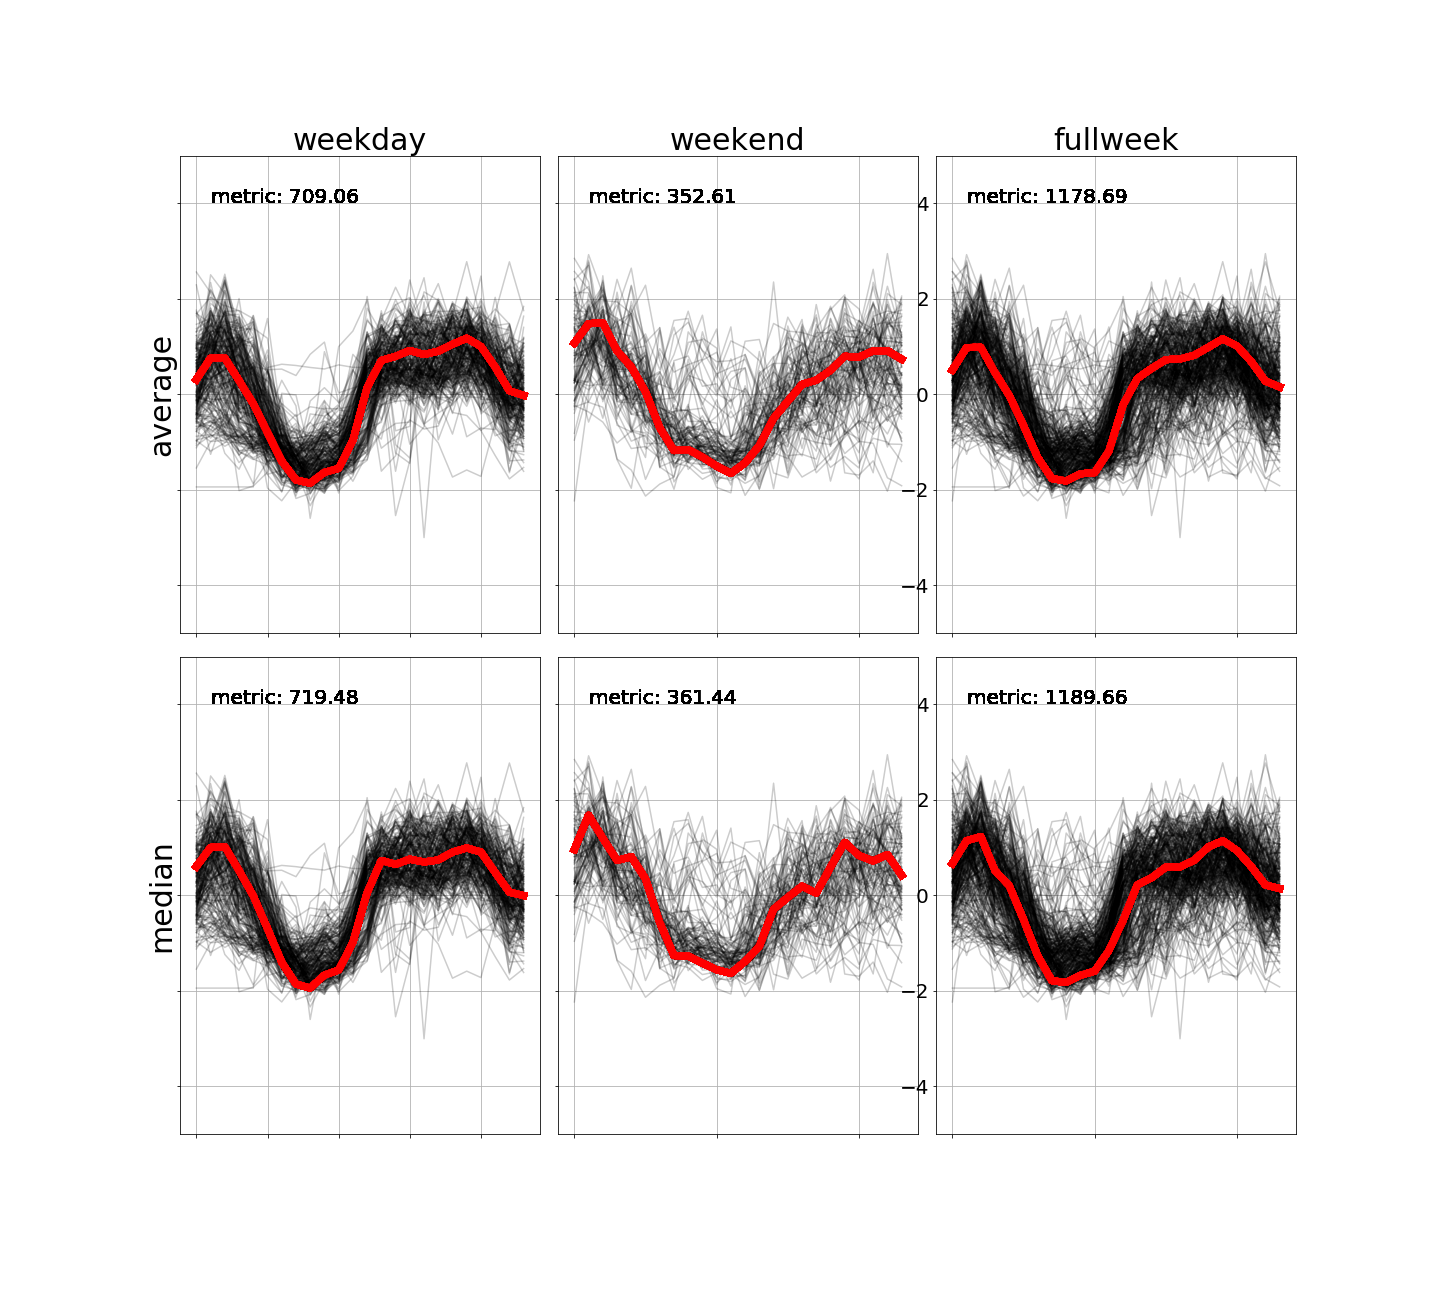 weekday weekend fullweek
metric: 709.06 metric: 352.61 metric: 1178.69
4
2
0
−2
−4
average
metric: 719.48 metric: 361.44 metric: 1189.66
4
2
0
−2
−4
median